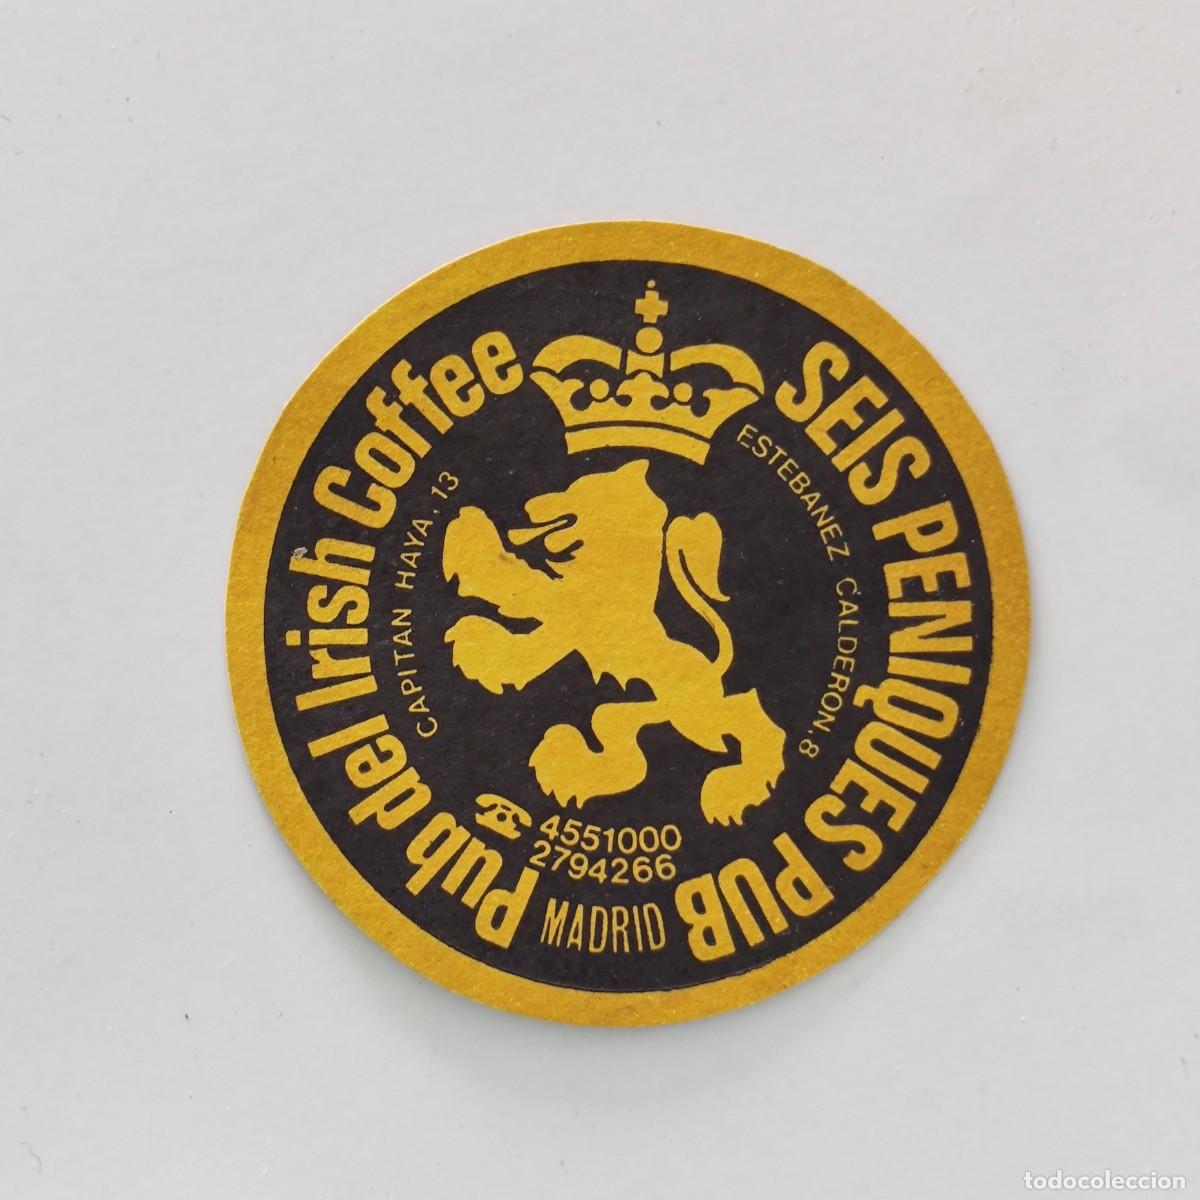 Pub del Irish Coffee
SEIS PENIQUES PUB
CAPITAN HAYA, 13
ESTEBANEZ CALDERON, 8
4551000
2794266
MADRID
todocoleccion